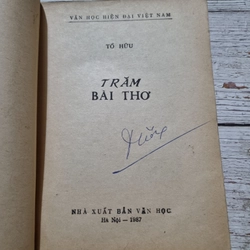 VĂN HỌC HIỆN ĐẠI VIỆT NAM
TỐ HỮU
TRĂM
BÀI THƠ
NHÀ XUẤT BẢN VĂN HỌC
Hà Nội — 1987